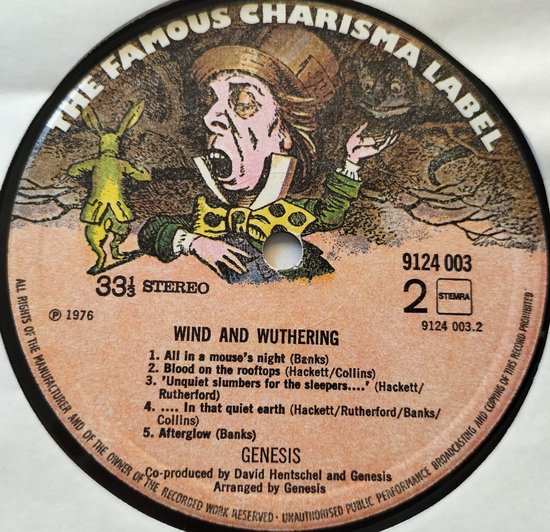 THE FAMOUS CHARISMA LABEL
33⅓ STEREO
9124 003
2
STEMRA
9124 003.2
℗ 1976
WIND AND WUTHERING
1. All in a mouse's night (Banks)
2. Blood on the rooftops (Hackett/Collins)
3. 'Unquiet slumbers for the sleepers....' (Hackett/
Rutherford)
4. .... In that quiet earth (Hackett/Rutherford/Banks/
Collins)
5. Afterglow (Banks)
GENESIS
Co-produced by David Hentschel and Genesis
Arranged by Genesis
ALL RIGHTS OF THE MANUFACTURER AND OF THE OWNER OF THE RECORDED WORK RESERVED · UNAUTHORISED PUBLIC PERFORMANCE BROADCASTING AND COPYING OF THIS RECORD PROHIBITED